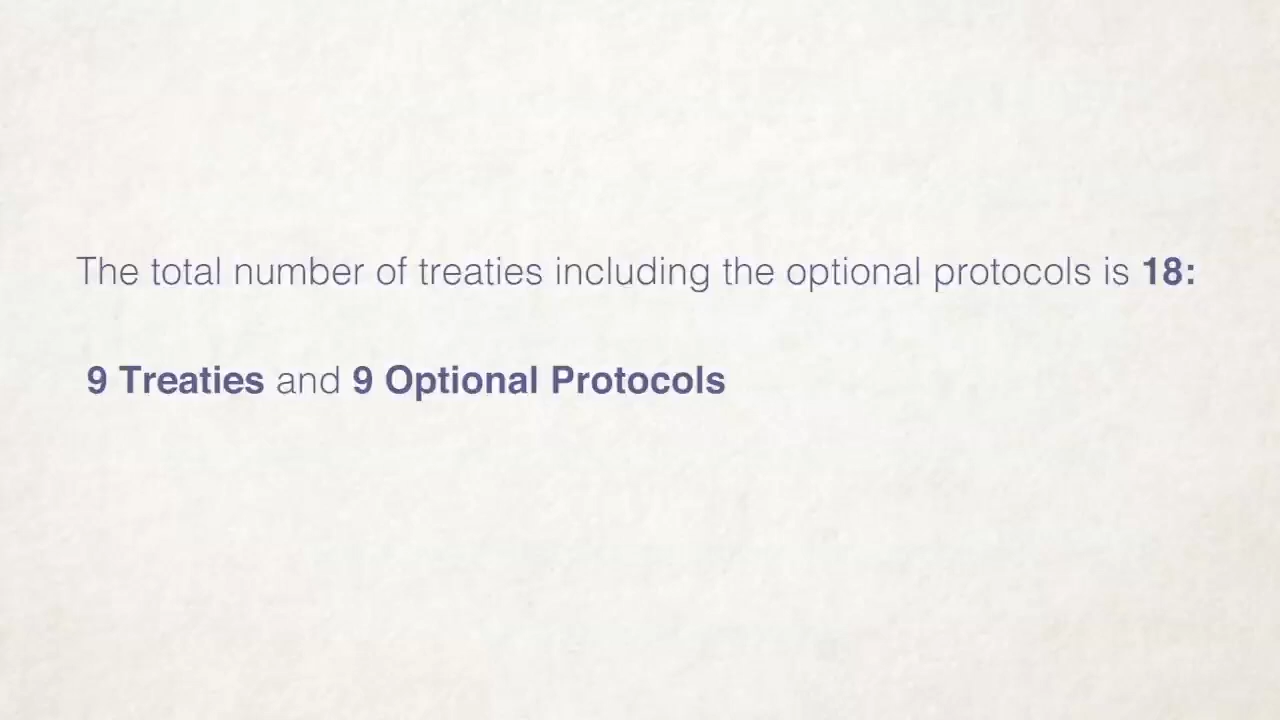 The total number of treaties including the optional protocols is 18:
9 Treaties and 9 Optional Protocols